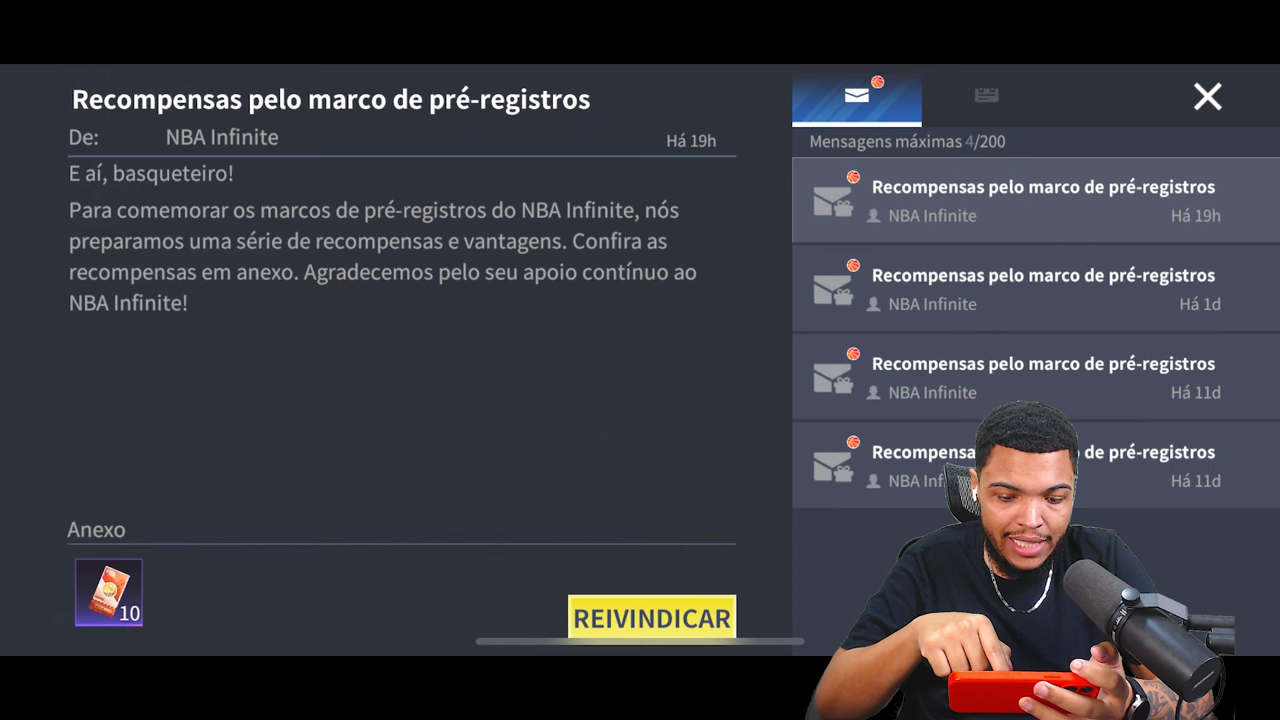 Recompensas pelo marco de pré-registros
De: NBA Infinite Há 19h
E aí, basqueteiro!
Para comemorar os marcos de pré-registros do NBA Infinite, nós
preparamos uma série de recompensas e vantagens. Confira as
recompensas em anexo. Agradecemos pelo seu apoio contínuo ao
NBA Infinite!
Anexo
10
REIVINDICAR
Mensagens máximas 4/200
Recompensas pelo marco de pré-registros
NBA Infinite Há 19h
Recompensas pelo marco de pré-registros
NBA Infinite Há 1d
Recompensas pelo marco de pré-registros
NBA Infinite Há 11d
Recompensa de pré-registros
NBA Inf Há 11d